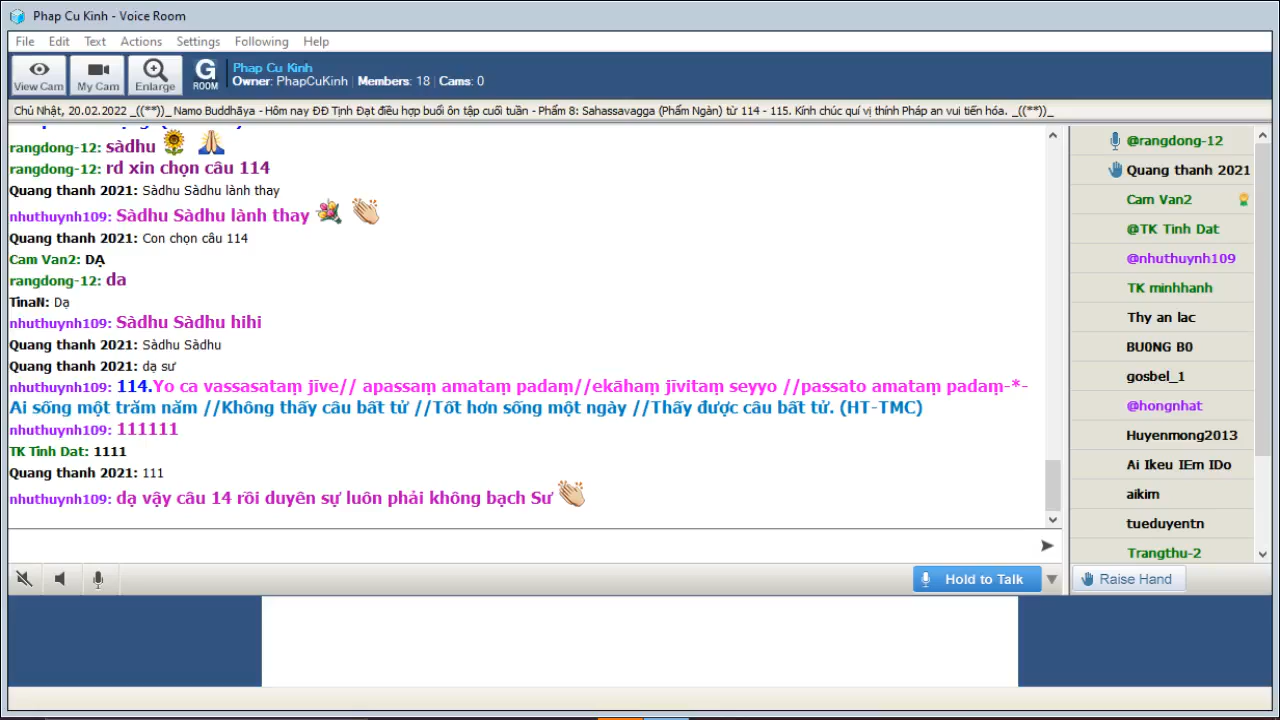 Phap Cu Kinh - Voice Room
File Edit Text Actions Settings Following Help
View Cam My Cam Enlarge G ROOM
Phap Cu Kinh
Owner: PhapCuKinh | Members: 18 | Cams: 0
Chủ Nhật, 20.02.2022 _((**))_ Namo Buddhāya - Hôm nay ĐĐ Tịnh Đạt điều hợp buổi ôn tập cuối tuần - Phẩm 8: Sahassavagga (Phẩm Ngàn) từ 114 - 115. Kính chúc quí vị thính Pháp an vui tiến hóa. _((**))_
rangdong-12: sàdhu
rangdong-12: rd xin chọn câu 114
Quang thanh 2021: Sàdhu Sàdhu lành thay
nhuthuynh109: Sàdhu Sàdhu lành thay
Quang thanh 2021: Con chọn câu 114
Cam Van2: DẠ
rangdong-12: da
TinaN: Dạ
nhuthuynh109: Sàdhu Sàdhu hihi
Quang thanh 2021: Sàdhu Sàdhu
Quang thanh 2021: dạ sư
nhuthuynh109: 114.Yo ca vassasataṃ jīve// apassaṃ amataṃ padaṃ//ekāhaṃ jīvitaṃ seyyo //passato amataṃ padaṃ-*-
Ai sống một trăm năm //Không thấy câu bất tử //Tốt hơn sống một ngày //Thấy được câu bất tử. (HT-TMC)
nhuthuynh109: 111111
TK Tinh Dat: 1111
Quang thanh 2021: 111
nhuthuynh109: dạ vậy câu 14 rồi duyên sự luôn phải không bạch Sư
@rangdong-12
Quang thanh 2021
Cam Van2
@TK Tinh Dat
@nhuthuynh109
TK minhhanh
Thy an lac
BU0NG B0
gosbel_1
@hongnhat
Huyenmong2013
Ai Ikeu IEm IDo
aikim
tueduyentn
Trangthu-2
Hold to Talk
Raise Hand